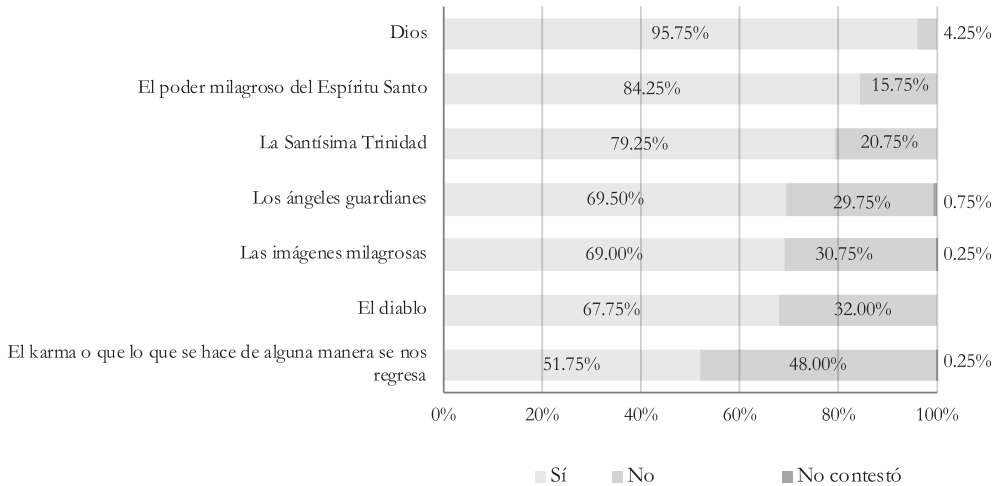 Dios 95.75% 4.25%
El poder milagroso del Espíritu Santo 84.25% 15.75%
La Santísima Trinidad 79.25% 20.75%
Los ángeles guardianes 69.50% 29.75% 0.75%
Las imágenes milagrosas 69.00% 30.75% 0.25%
El diablo 67.75% 32.00%
El karma o que lo que se hace de alguna manera se nos
regresa 51.75% 48.00% 0.25%
0% 20% 40% 60% 80% 100%
Sí No No contestó